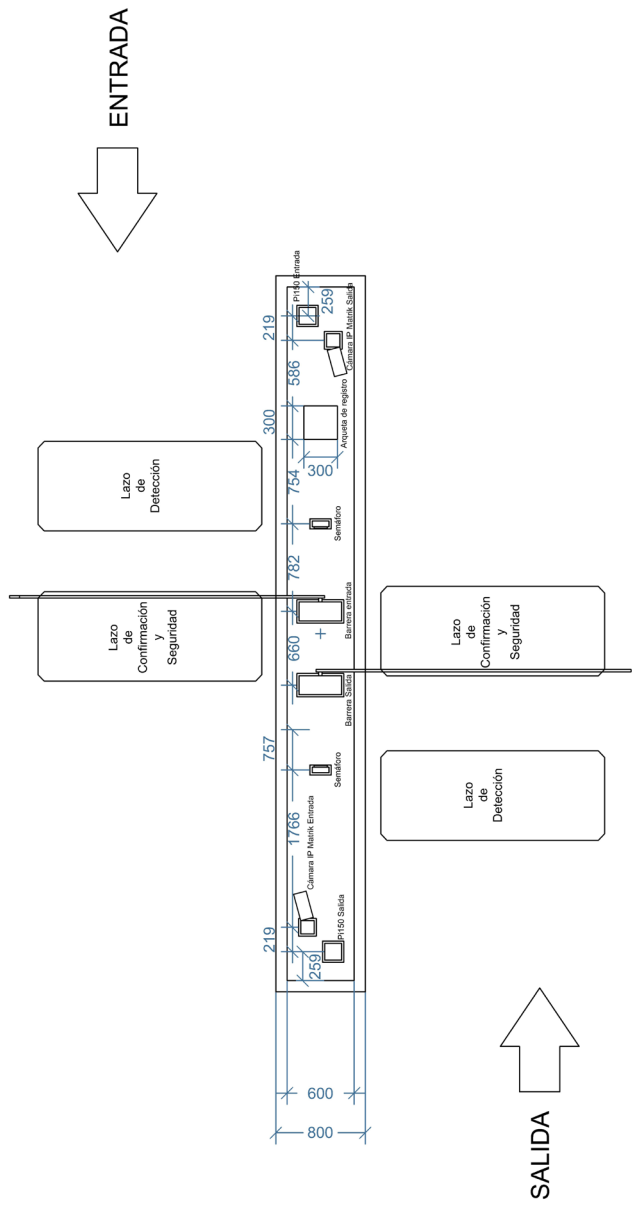 ENTRADA
Pi150 Entrada
259
219
Cámara IP Matrik Salida
586
300
Arqueta de registro
300
754
Lazo
de
Detección
Semáforo
782
Lazo
de
Confirmación
y
Seguridad
Barrera entrada
660
Lazo
de
Confirmación
y
Seguridad
Barrera Salida
757
Semáforo
Lazo
de
Detección
1766
Cámara IP Matrik Entrada
219
Pi150 Salida
259
600
800
SALIDA